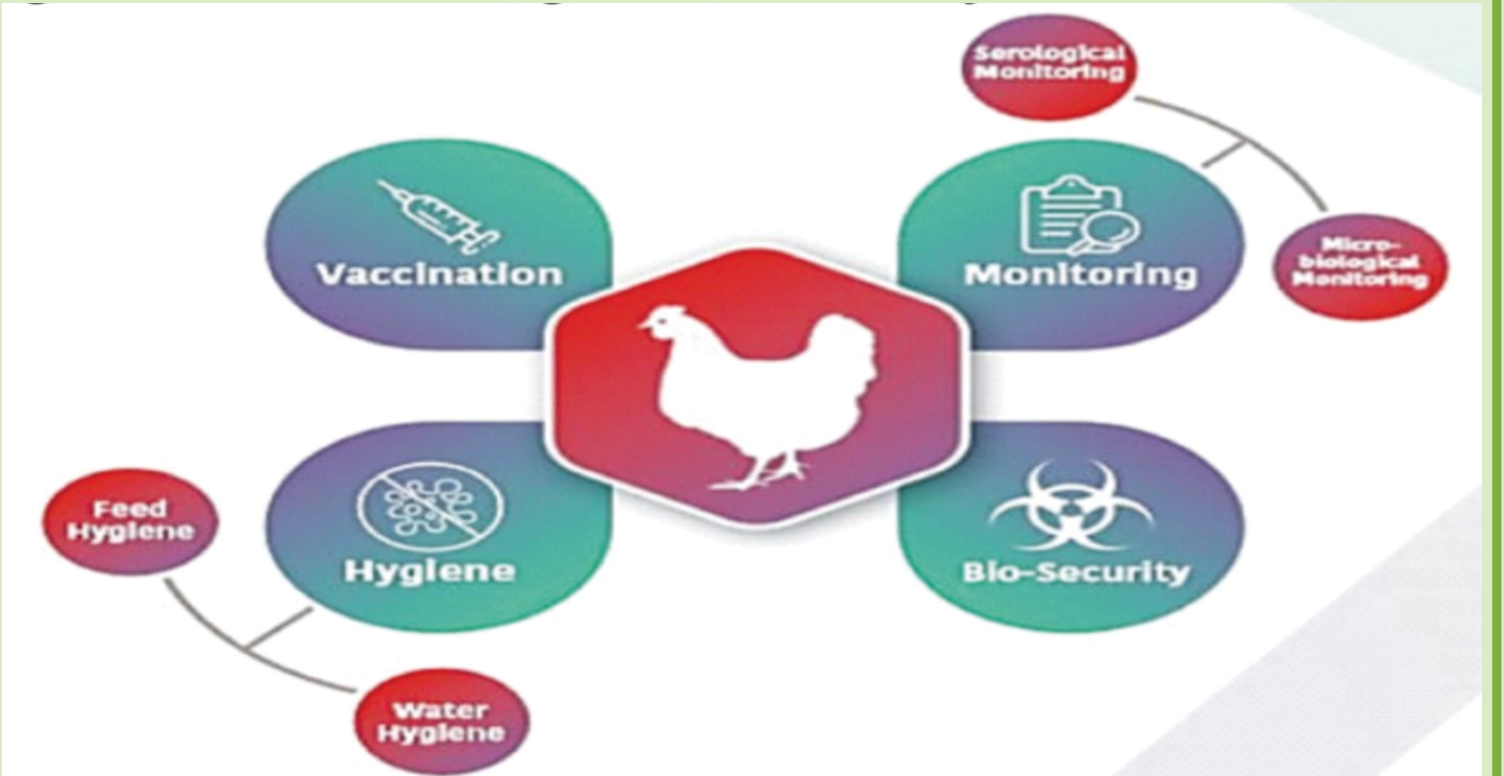 Serological
Monitoring
Vaccination
Monitoring
Micro-
biological
Monitoring
Feed
Hygiene
Hygiene
Bio-Security
Water
Hygiene